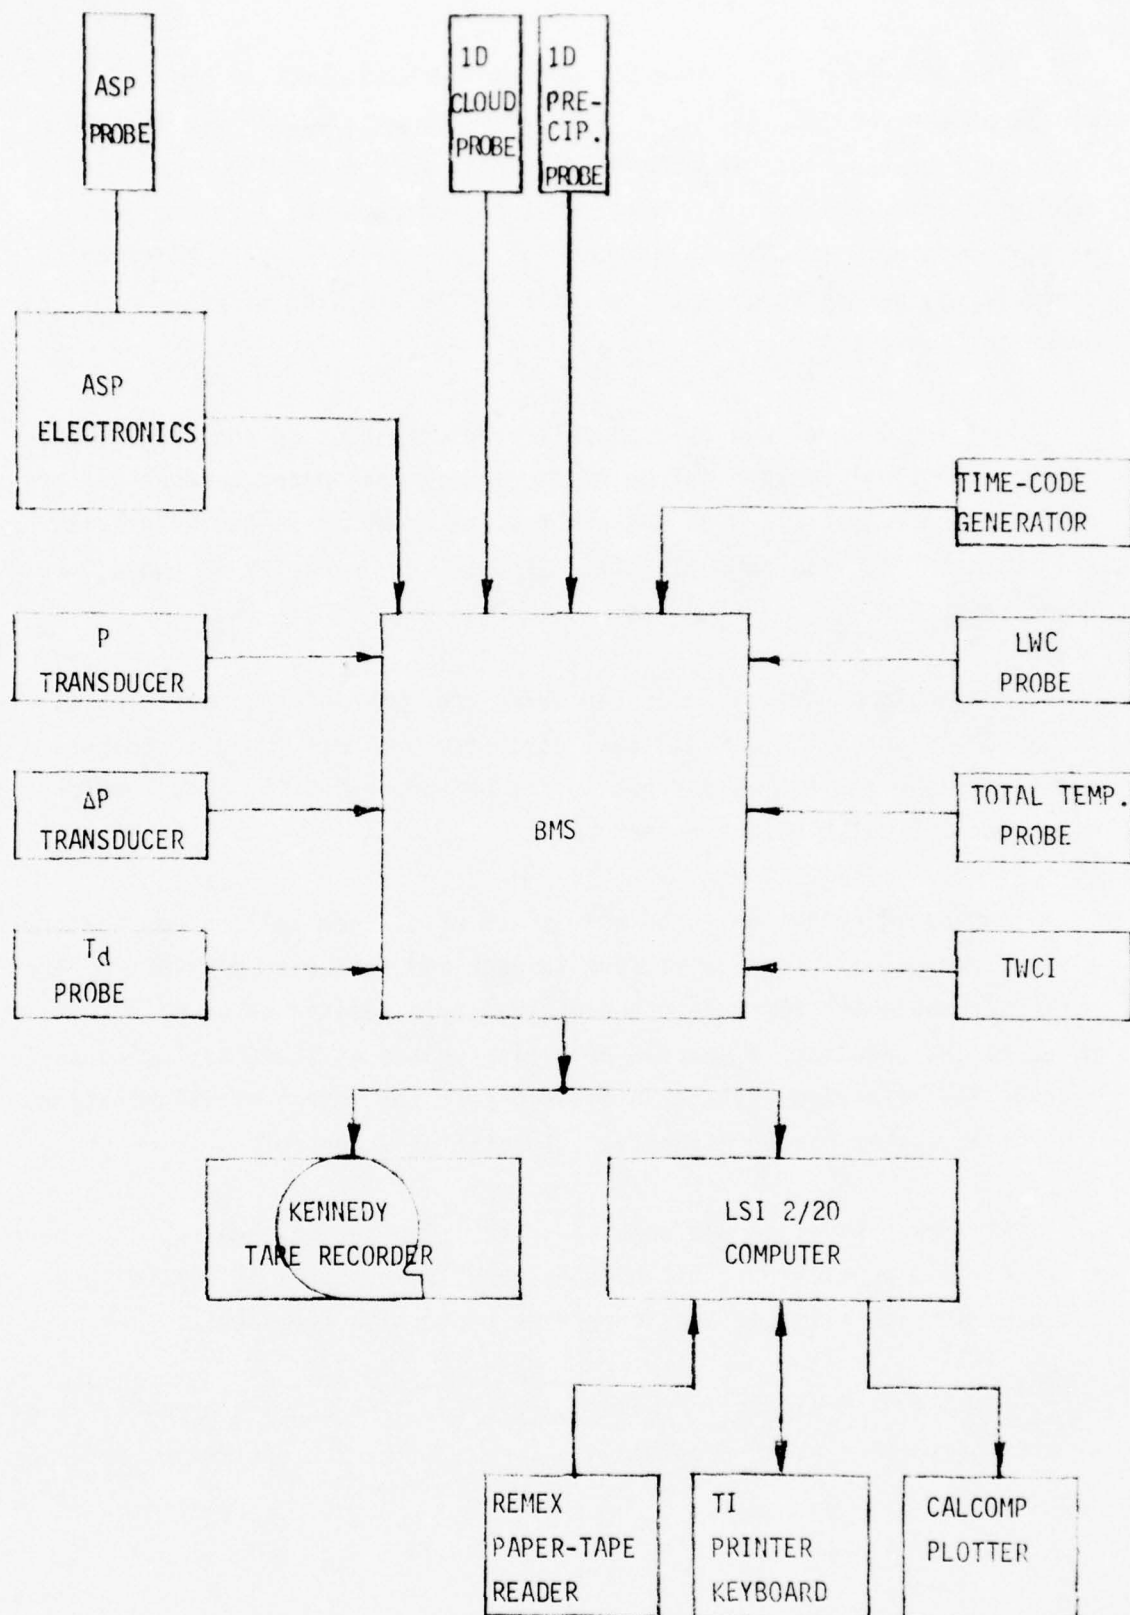 ASP
PROBE
1D
CLOUD
PROBE
1D
PRE-
CIP.
PROBE
ASP
ELECTRONICS
TIME-CODE
GENERATOR
P
TRANSDUCER
LWC
PROBE
ΔP
TRANSDUCER
BMS
TOTAL TEMP.
PROBE
Td
PROBE
TWCI
KENNEDY
TAPE RECORDER
LSI 2/20
COMPUTER
REMEX
PAPER-TAPE
READER
TI
PRINTER
KEYBOARD
CALCOMP
PLOTTER